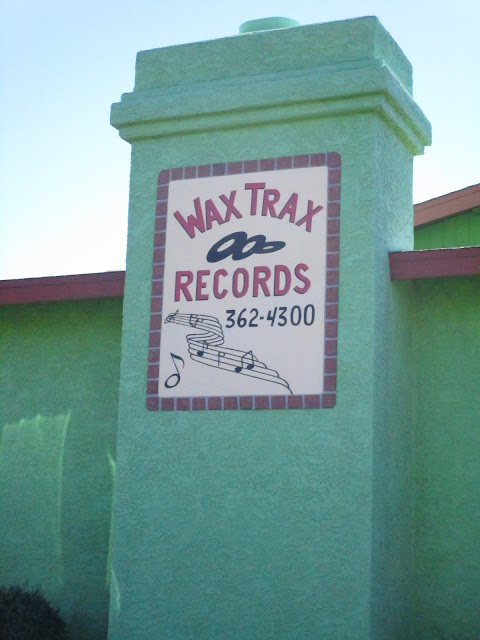 WAX TRAX
RECORDS
362-4300